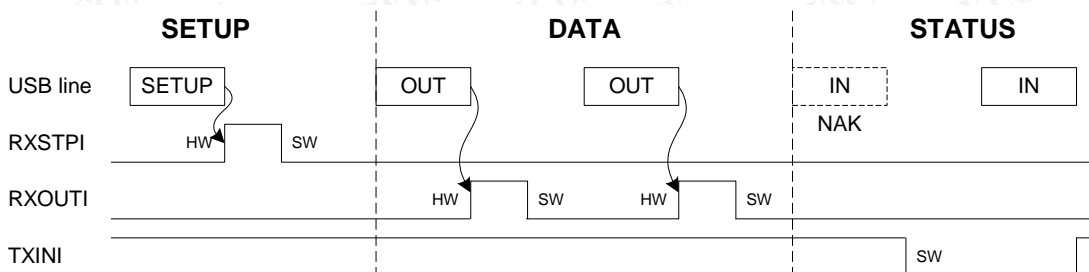 SETUP DATA STATUS
USB line SETUP OUT OUT IN IN
NAK
RXSTPI HW SW
RXOUTI HW SW HW SW
TXINI SW